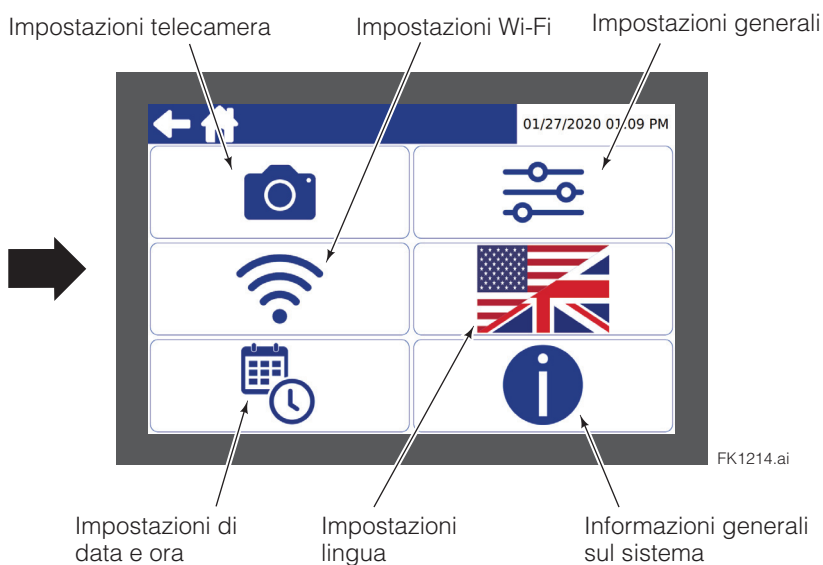 Impostazioni telecamera
Impostazioni Wi-Fi
Impostazioni generali
01/27/2020 01:09 PM
FK1214.ai
Impostazioni di
data e ora
Impostazioni
lingua
Informazioni generali
sul sistema